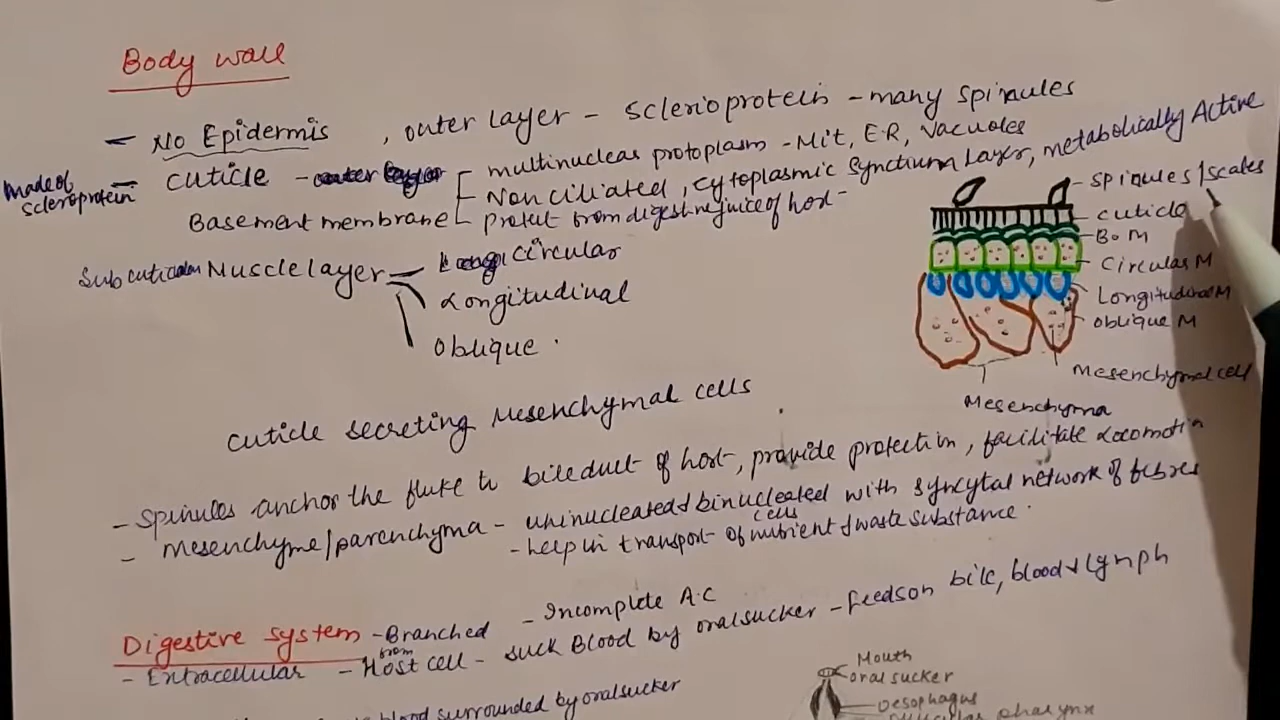 Body wall
- No Epidermis , outer layer - Sclerioprotein - many spinules
made of scleroprotein
- cuticle - outer layer
multinuclear protoplasm - Mit, E.R, Vacuoles
Non ciliated, cytoplasmic Synctium Layer, metabolically Active
Basement membrane
protect from digestive juice of host -
Subcuticular Muscle layer
circular
Longitudinal
Oblique .
spinules / scales
cuticle
B.M
Circular M
Longitudinal M
Oblique M
Mesenchymal cell
Mesenchyma
cuticle secreting Mesenchymal cells
- Spinules anchor the fluke to bileduct of host, provide protection, facilitate Locomotion
- Mesenchyme/parenchyma - uninucleated & binucleated cells with syncytal network of febres
- help in transport of nutrient & waste substance.
Digestive system - Branched - Incomplete A.C
- Extracellular - from Host cell - suck Blood by oralsucker - feeds on bile, blood & lymph
blood surrounded by oralsucker
Mouth
oral sucker
Oesophagus
pharynx